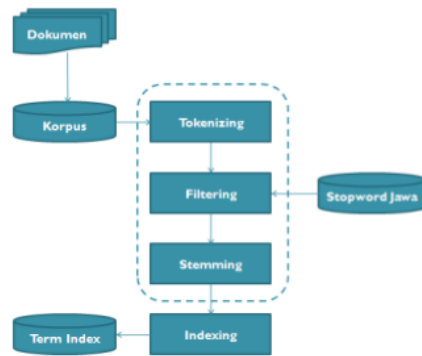 Dokumen
Korpus
Tokenizing
Filtering
Stopword Jawa
Stemming
Term Index
Indexing